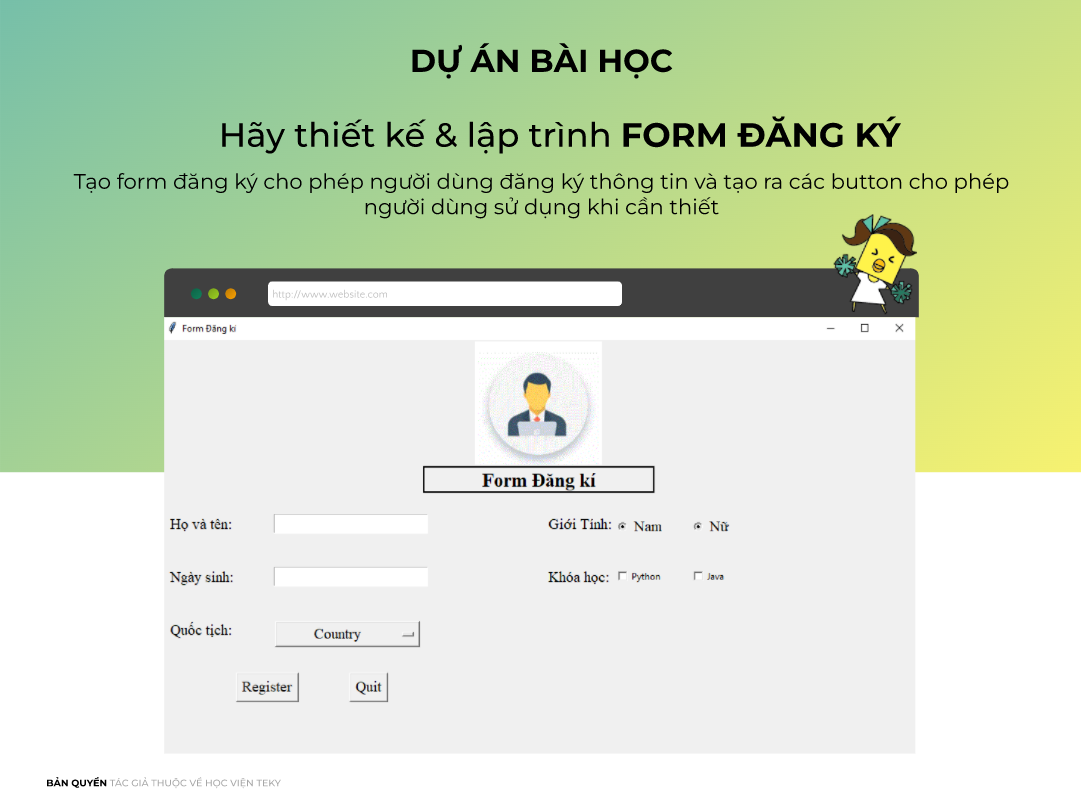 DỰ ÁN BÀI HỌC
Hãy thiết kế & lập trình FORM ĐĂNG KÝ
Tạo form đăng ký cho phép người dùng đăng ký thông tin và tạo ra các button cho phép
người dùng sử dụng khi cần thiết
http://www.website.com
Form Đăng kí
Form Đăng kí
Họ và tên: Giới Tính: Nam Nữ
Ngày sinh: Khóa học: Python Java
Quốc tịch: Country
Register Quit
BẢN QUYỀN TÁC GIẢ THUỘC VỀ HỌC VIỆN TEKY